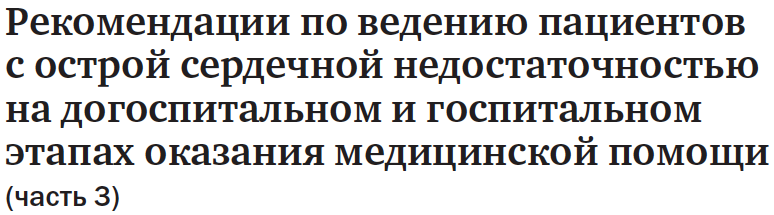 Рекомендации по ведению пациентов
с острой сердечной недостаточностью
на догоспитальном и госпитальном
этапах оказания медицинской помощи
(часть 3)